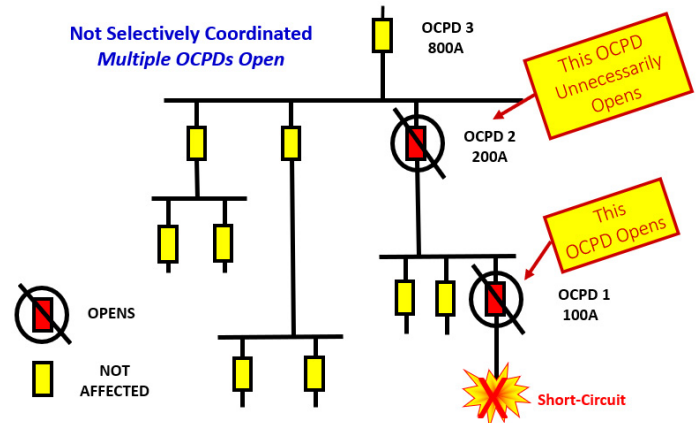 Not Selectively Coordinated
Multiple OCPDs Open
OCPD 3
800A
This OCPD
Unnecessarily
Opens
OCPD 2
200A
This
OCPD Opens
OCPD 1
100A
OPENS
NOT
AFFECTED
Short-Circuit